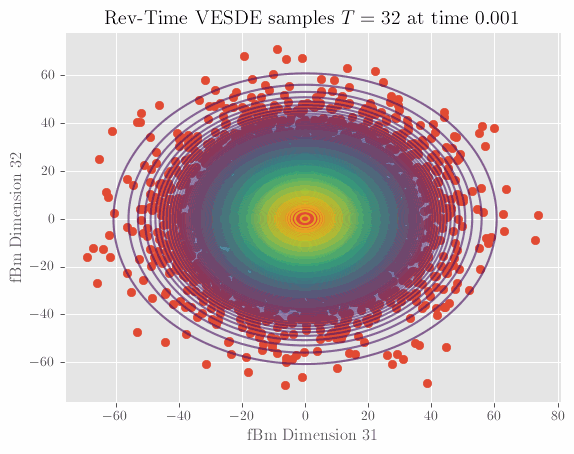 Rev-Time VESDE samples T = 32 at time 0.001
fBm Dimension 32
60
40
20
0
−20
−40
−60
−60 −40 −20 0 20 40 60 80
fBm Dimension 31